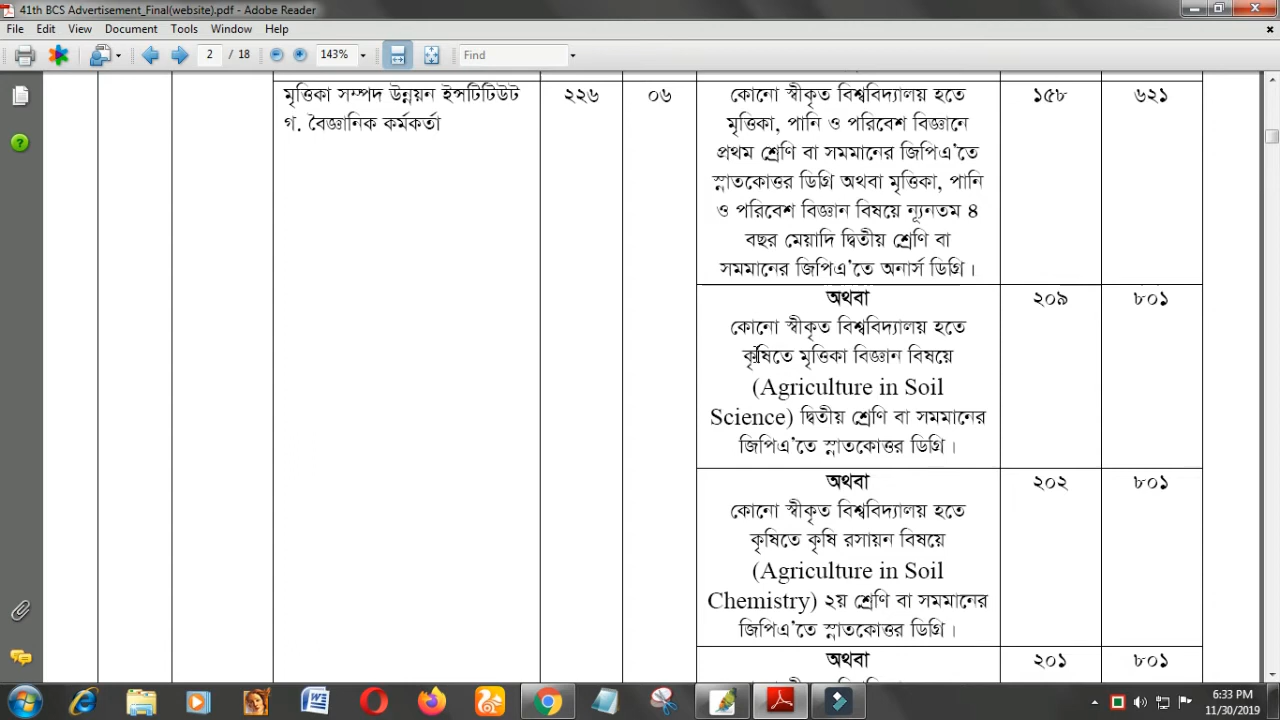 41th BCS Advertisement_Final(website).pdf - Adobe Reader
File Edit View Document Tools Window Help
2 / 18 143% Find
মৃত্তিকা সম্পদ উন্নয়ন ইন্সটিটিউট
গ. বৈজ্ঞানিক কর্মকর্তা
২২৬
০৬
কোনো স্বীকৃত বিশ্ববিদ্যালয় হতে
মৃত্তিকা, পানি ও পরিবেশ বিজ্ঞানে
প্রথম শ্রেণি বা সমমানের জিপিএ'তে
স্নাতকোত্তর ডিগ্রি অথবা মৃত্তিকা, পানি
ও পরিবেশ বিজ্ঞান বিষয়ে ন্যূনতম ৪
বছর মেয়াদি দ্বিতীয় শ্রেণি বা
সমমানের জিপিএ'তে অনার্স ডিগ্রি।
১৫৮
৬২১
অথবা
কোনো স্বীকৃত বিশ্ববিদ্যালয় হতে
কৃষিতে মৃত্তিকা বিজ্ঞান বিষয়ে
(Agriculture in Soil
Science) দ্বিতীয় শ্রেণি বা সমমানের
জিপিএ'তে স্নাতকোত্তর ডিগ্রি।
২০৯
৮০১
অথবা
কোনো স্বীকৃত বিশ্ববিদ্যালয় হতে
কৃষিতে কৃষি রসায়ন বিষয়ে
(Agriculture in Soil
Chemistry) ২য় শ্রেণি বা সমমানের
জিপিএ'তে স্নাতকোত্তর ডিগ্রি।
২০২
৮০১
অথবা
২০১
৮০১
6:33 PM
11/30/2019